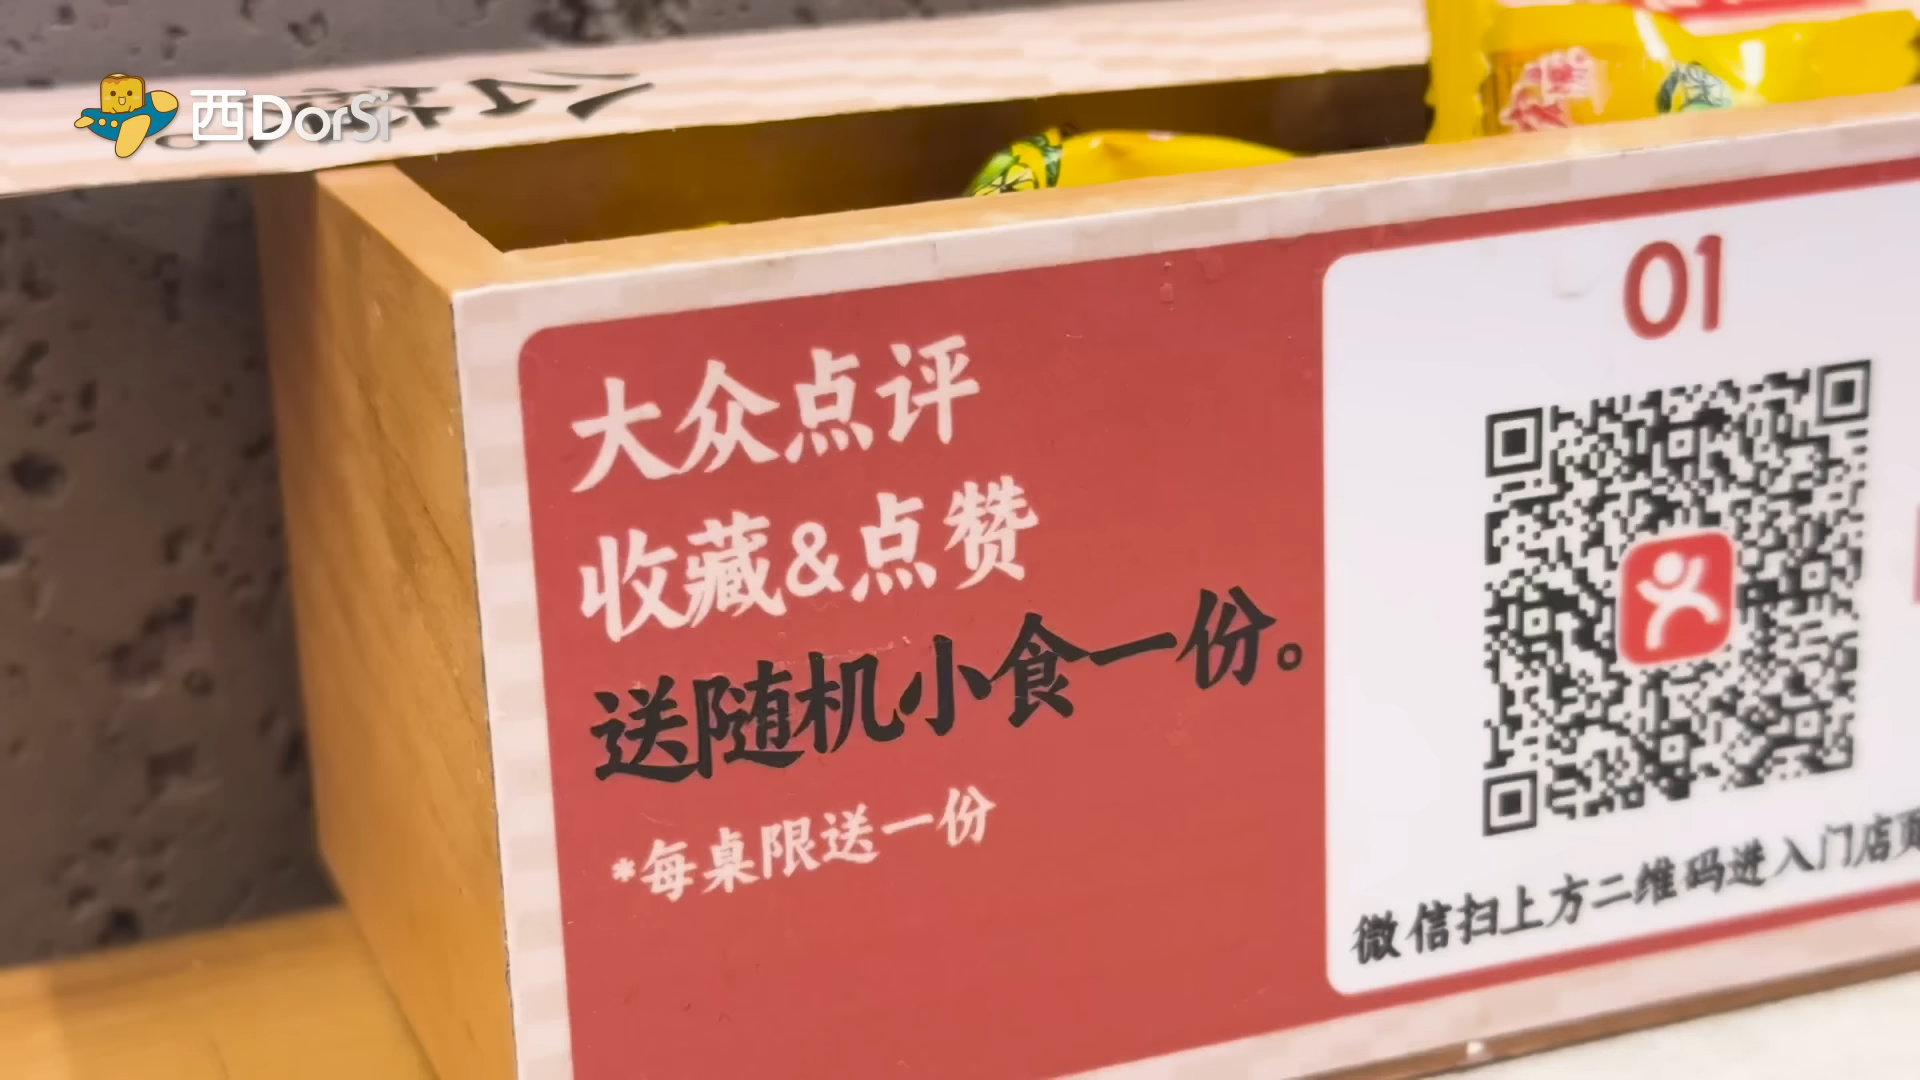 西DorSi
大众点评
收藏&点赞
送随机小食一份。
*每桌限送一份
01
微信扫上方二维码进入门店